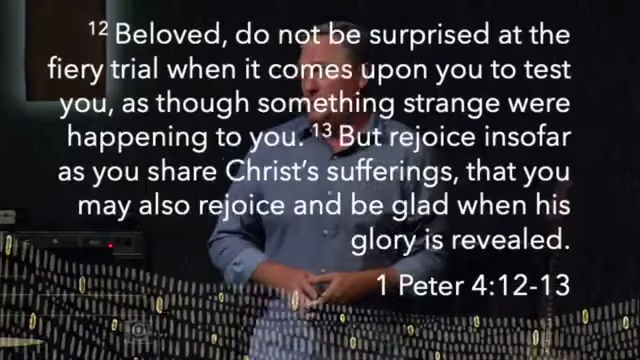 12 Beloved, do not be surprised at the
fiery trial when it comes upon you to test
you, as though something strange were
happening to you. 13 But rejoice insofar
as you share Christ’s sufferings, that you
may also rejoice and be glad when his
glory is revealed.
1 Peter 4:12-13